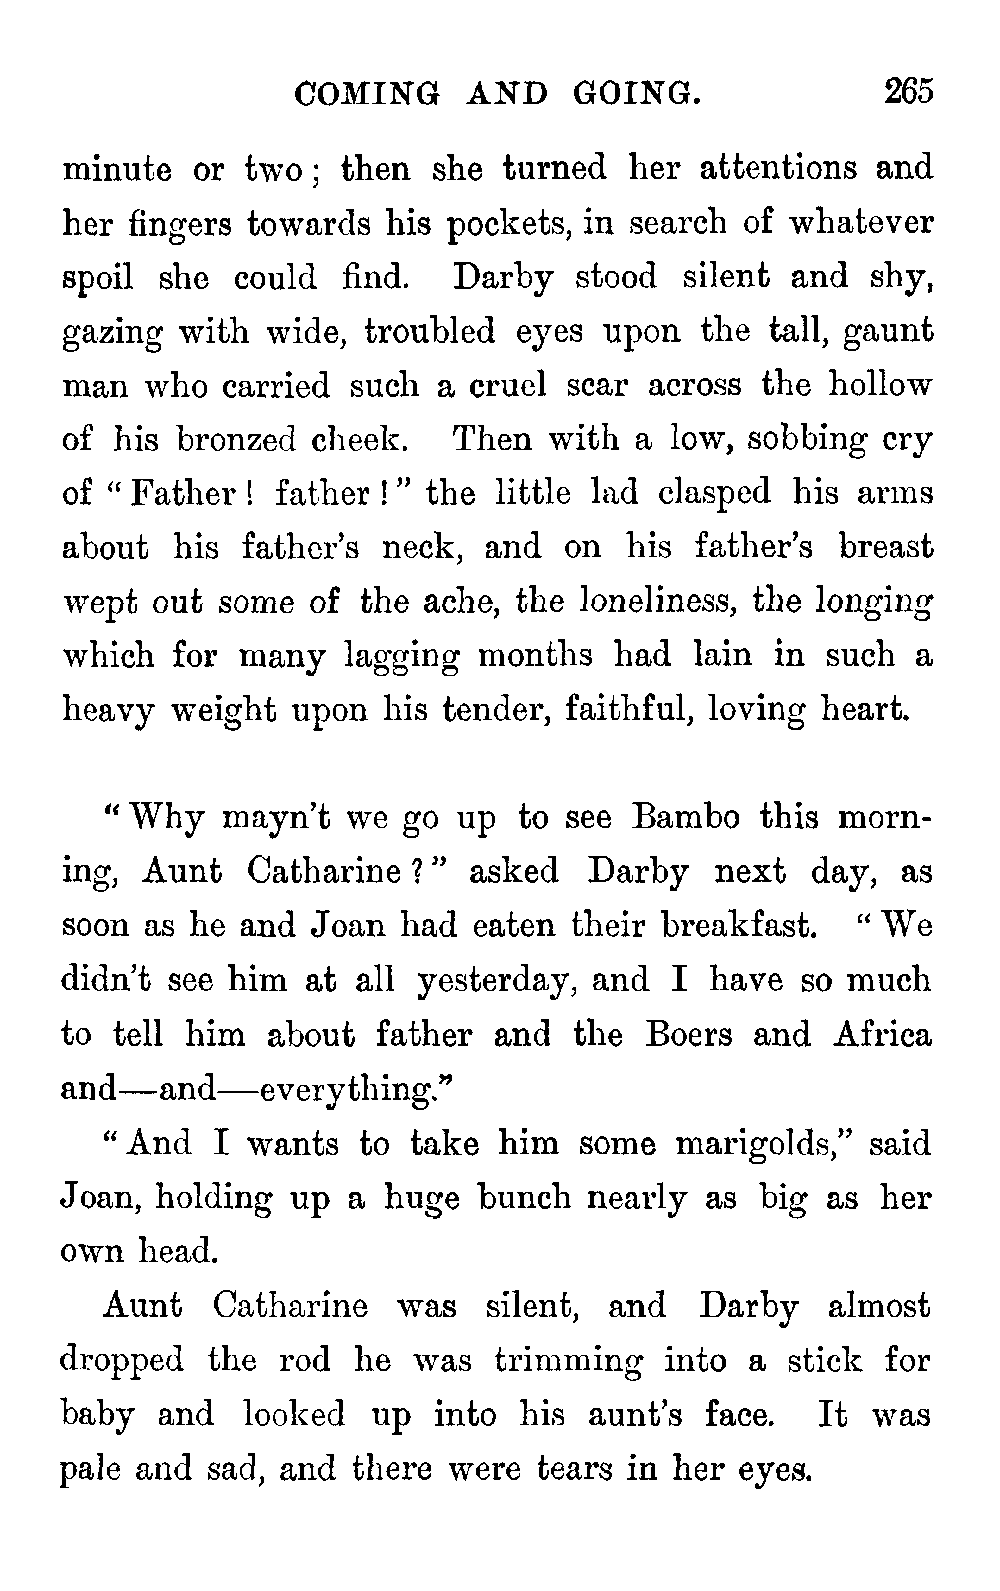 COMING AND GOING. 265
minute or two; then she turned her attentions and
her fingers towards his pockets, in search of whatever
spoil she could find. Darby stood silent and shy,
gazing with wide, troubled eyes upon the tall, gaunt
man who carried such a cruel scar across the hollow
of his bronzed cheek. Then with a low, sobbing cry
of “Father! father!” the little lad clasped his arms
about his father’s neck, and on his father’s breast
wept out some of the ache, the loneliness, the longing
which for many lagging months had lain in such a
heavy weight upon his tender, faithful, loving heart.
“Why mayn’t we go up to see Bambo this morn-
ing, Aunt Catharine?” asked Darby next day, as
soon as he and Joan had eaten their breakfast. “We
didn’t see him at all yesterday, and I have so much
to tell him about father and the Boers and Africa
and—and—everything.”
“And I wants to take him some marigolds,” said
Joan, holding up a huge bunch nearly as big as her
own head.
Aunt Catharine was silent, and Darby almost
dropped the rod he was trimming into a stick for
baby and looked up into his aunt’s face. It was
pale and sad, and there were tears in her eyes.